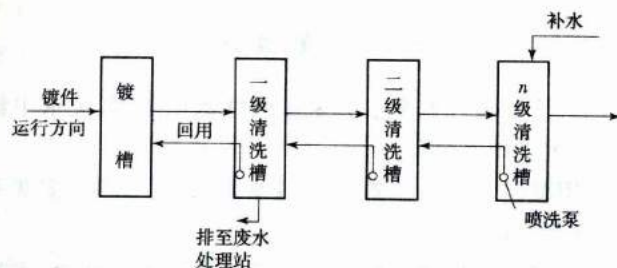 补水
镀件
运行方向
镀槽
回用
一级清洗槽
二级清洗槽
n级清洗槽
喷洗泵
排至废水
处理站